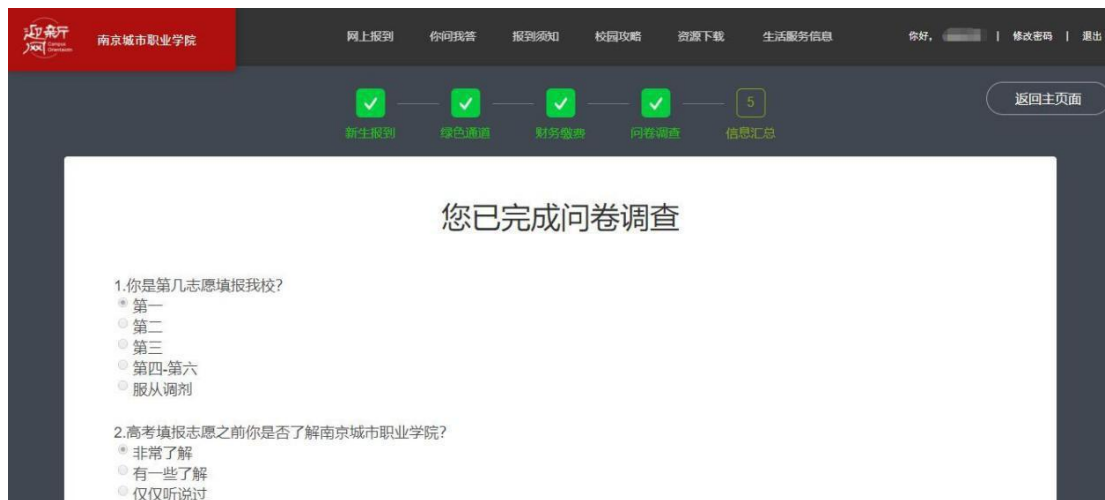 迎新网
Campus
Orientation
南京城市职业学院
网上报到 你问我答 报到须知 校园攻略 资源下载 生活服务信息
你好, | 修改密码 | 退出
5
返回主页面
新生报到 绿色通道 财务缴费 问卷调查 信息汇总
您已完成问卷调查
1.你是第几志愿填报我校?
第一
第二
第三
第四-第六
服从调剂
2.高考填报志愿之前你是否了解南京城市职业学院?
非常了解
有一些了解
仅仅听说过